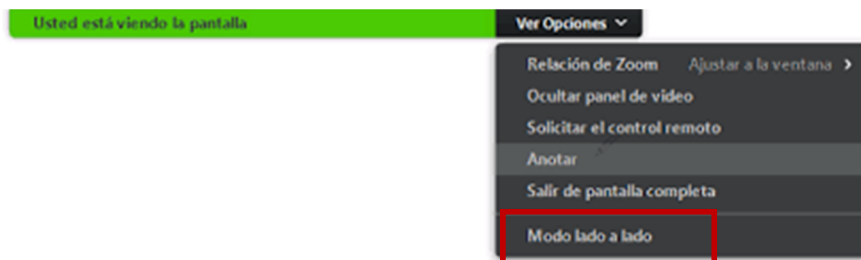 Usted está viendo la pantalla
Ver Opciones
Relación de Zoom Ajustar a la ventana
Ocultar panel de video
Solicitar el control remoto
Anotar
Salir de pantalla completa
Modo lado a lado